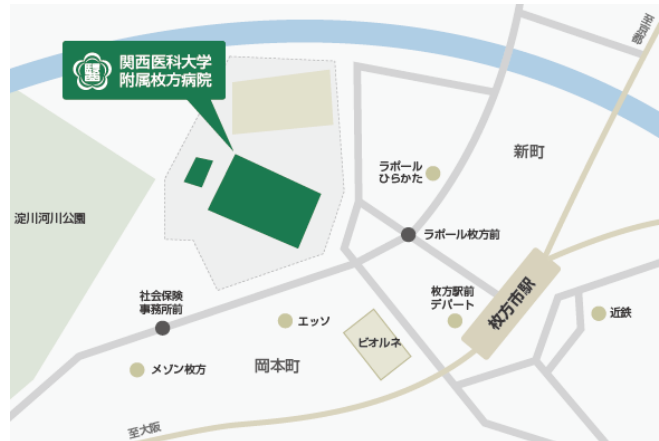 関西医科大学
附属枚方病院
新町
ラポール
ひらかた
淀川河川公園
ラポール枚方前
社会保険
事務所前
枚方駅前
デパート
枚方市駅
近鉄
エッソ
ビオルネ
メゾン枚方
岡本町
至大阪